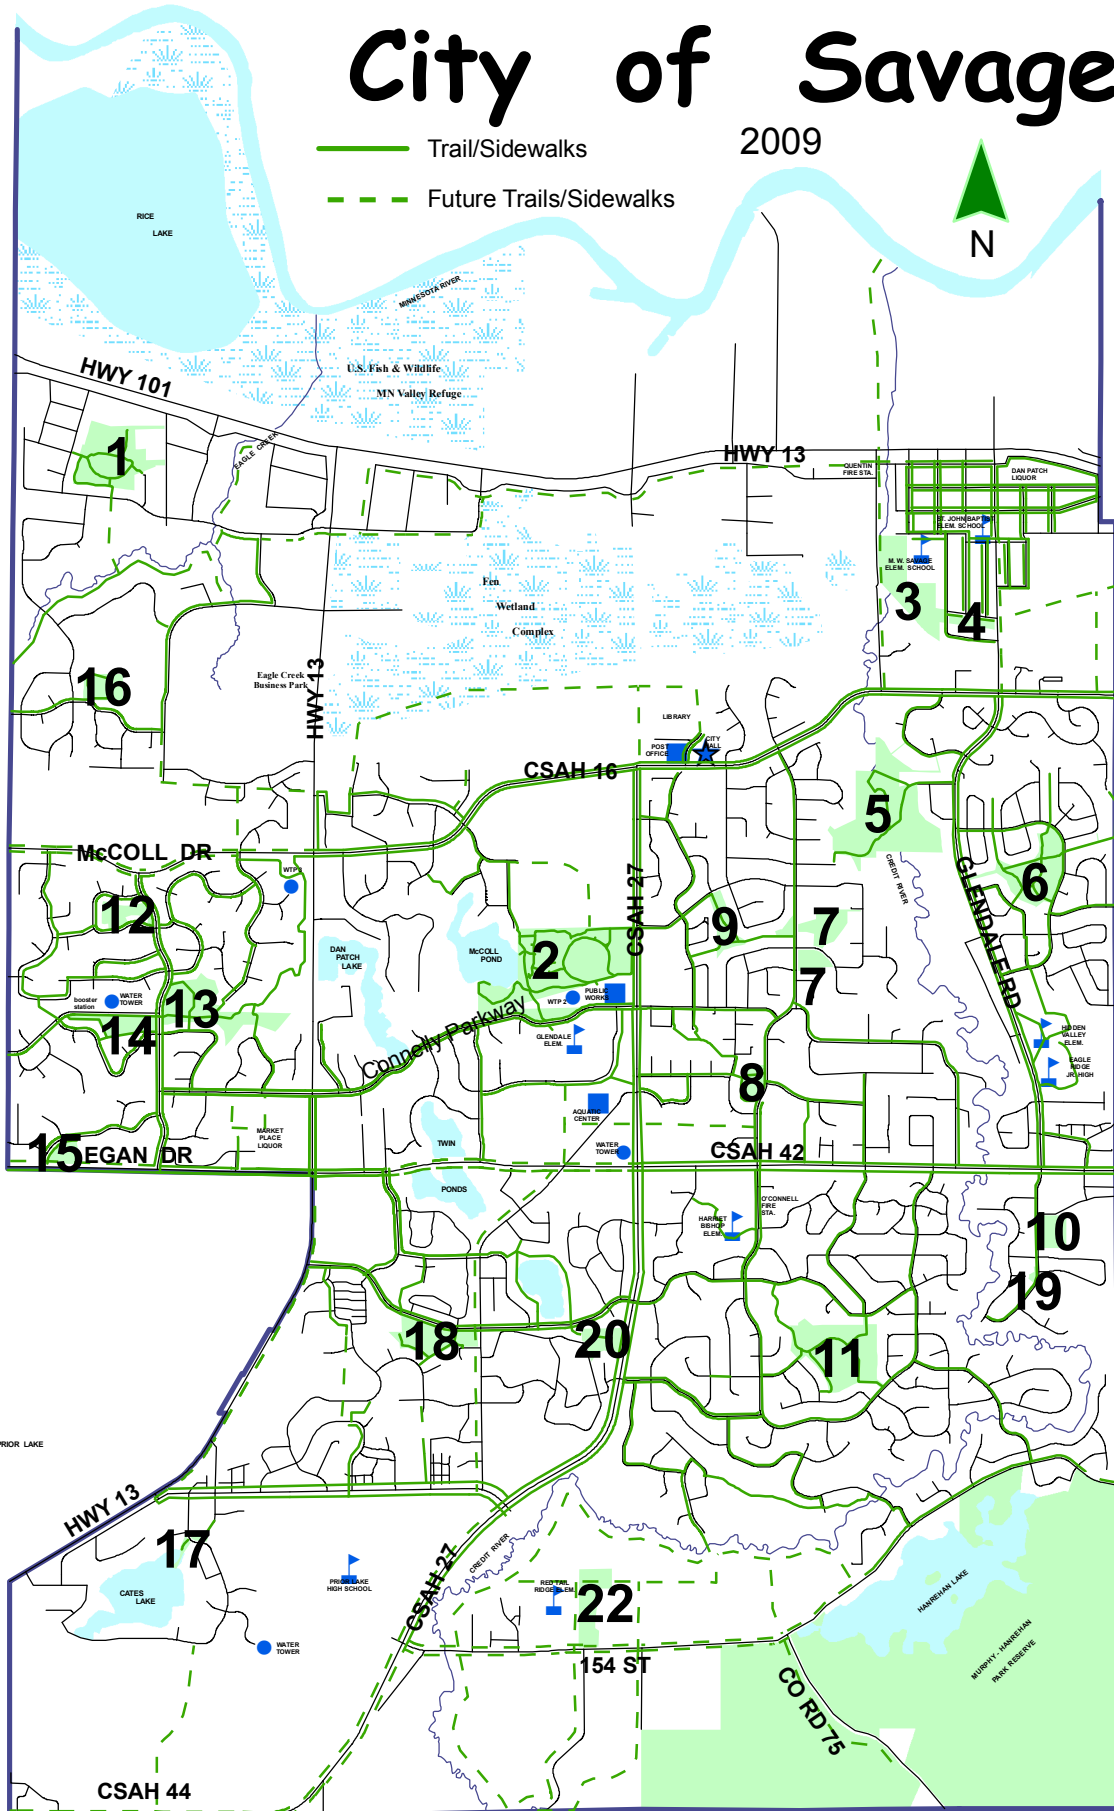 City of Savage
2009
Trail/Sidewalks
Future Trails/Sidewalks
N
RICE
LAKE
MINNESOTA RIVER
U.S. Fish & Wildlife
MN Valley Refuge
HWY 101
EAGLE CREEK
1
HWY 13
QUENTIN
FIRE STA.
DAN PATCH
LIQUOR
ST. JOHN BAPTIST
ELEM. SCHOOL
M. W. SAVAGE
ELEM. SCHOOL
3
4
Fen
Wetland
Complex
Eagle Creek
Business Park
HWY 13
16
LIBRARY
POST
OFFICE
CITY
HALL
CSAH 16
5
CREDIT RIVER
6
GLENDALE RD
McCOLL DR
WTP 3
12
DAN
PATCH
LAKE
McCOLL
POND
2
CSAH 27
9
7
7
booster
station
WATER
TOWER
13
14
WTP 2
PUBLIC
WORKS
Connelly Parkway
GLENDALE
ELEM.
HIDDEN
VALLEY
ELEM.
EAGLE
RIDGE
JR. HIGH
8
AQUATIC
CENTER
MARKET
PLACE
LIQUOR
15
EGAN DR
TWIN
PONDS
WATER
TOWER
CSAH 42
HARRIET
BISHOP
ELEM.
O'CONNELL
FIRE
STA.
10
19
18
20
11
PRIOR LAKE
HWY 13
17
CATES
LAKE
PRIOR LAKE
HIGH SCHOOL
WATER
TOWER
CSAH 27
CREDIT RIVER
RED TAIL
RIDGE ELEM.
22
154 ST
HANREHAN LAKE
MURPHY - HANREHAN
PARK RESERVE
CO RD 75
CSAH 44